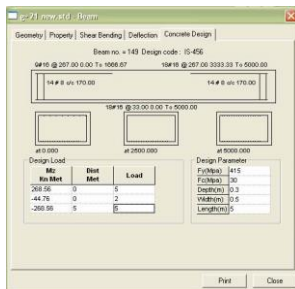 g+21 new.std - Beam
Geometry Property Shear Bending Deflection Concrete Design
Beam no. = 149 Design code : IS-456
9#16 @ 267.00 0.00 To 1666.67 18#16 @ 267.00 3333.33 To 5000.00
14 # 8 c/c 170.00 14 # 8 c/c 170.00
18#16 @ 33.00 0.00 To 5000.00
at 0.000 at 2500.000 at 5000.000
Design Load
Mz Kn Met Dist Met Load
268.56 0 5
-44.76 0 2
-268.56 5 5
Design Parameter
Fy(Mpa) 415
Fc(Mpa) 30
Depth(m) 0.3
Width(m) 0.5
Length(m) 5
Print Close